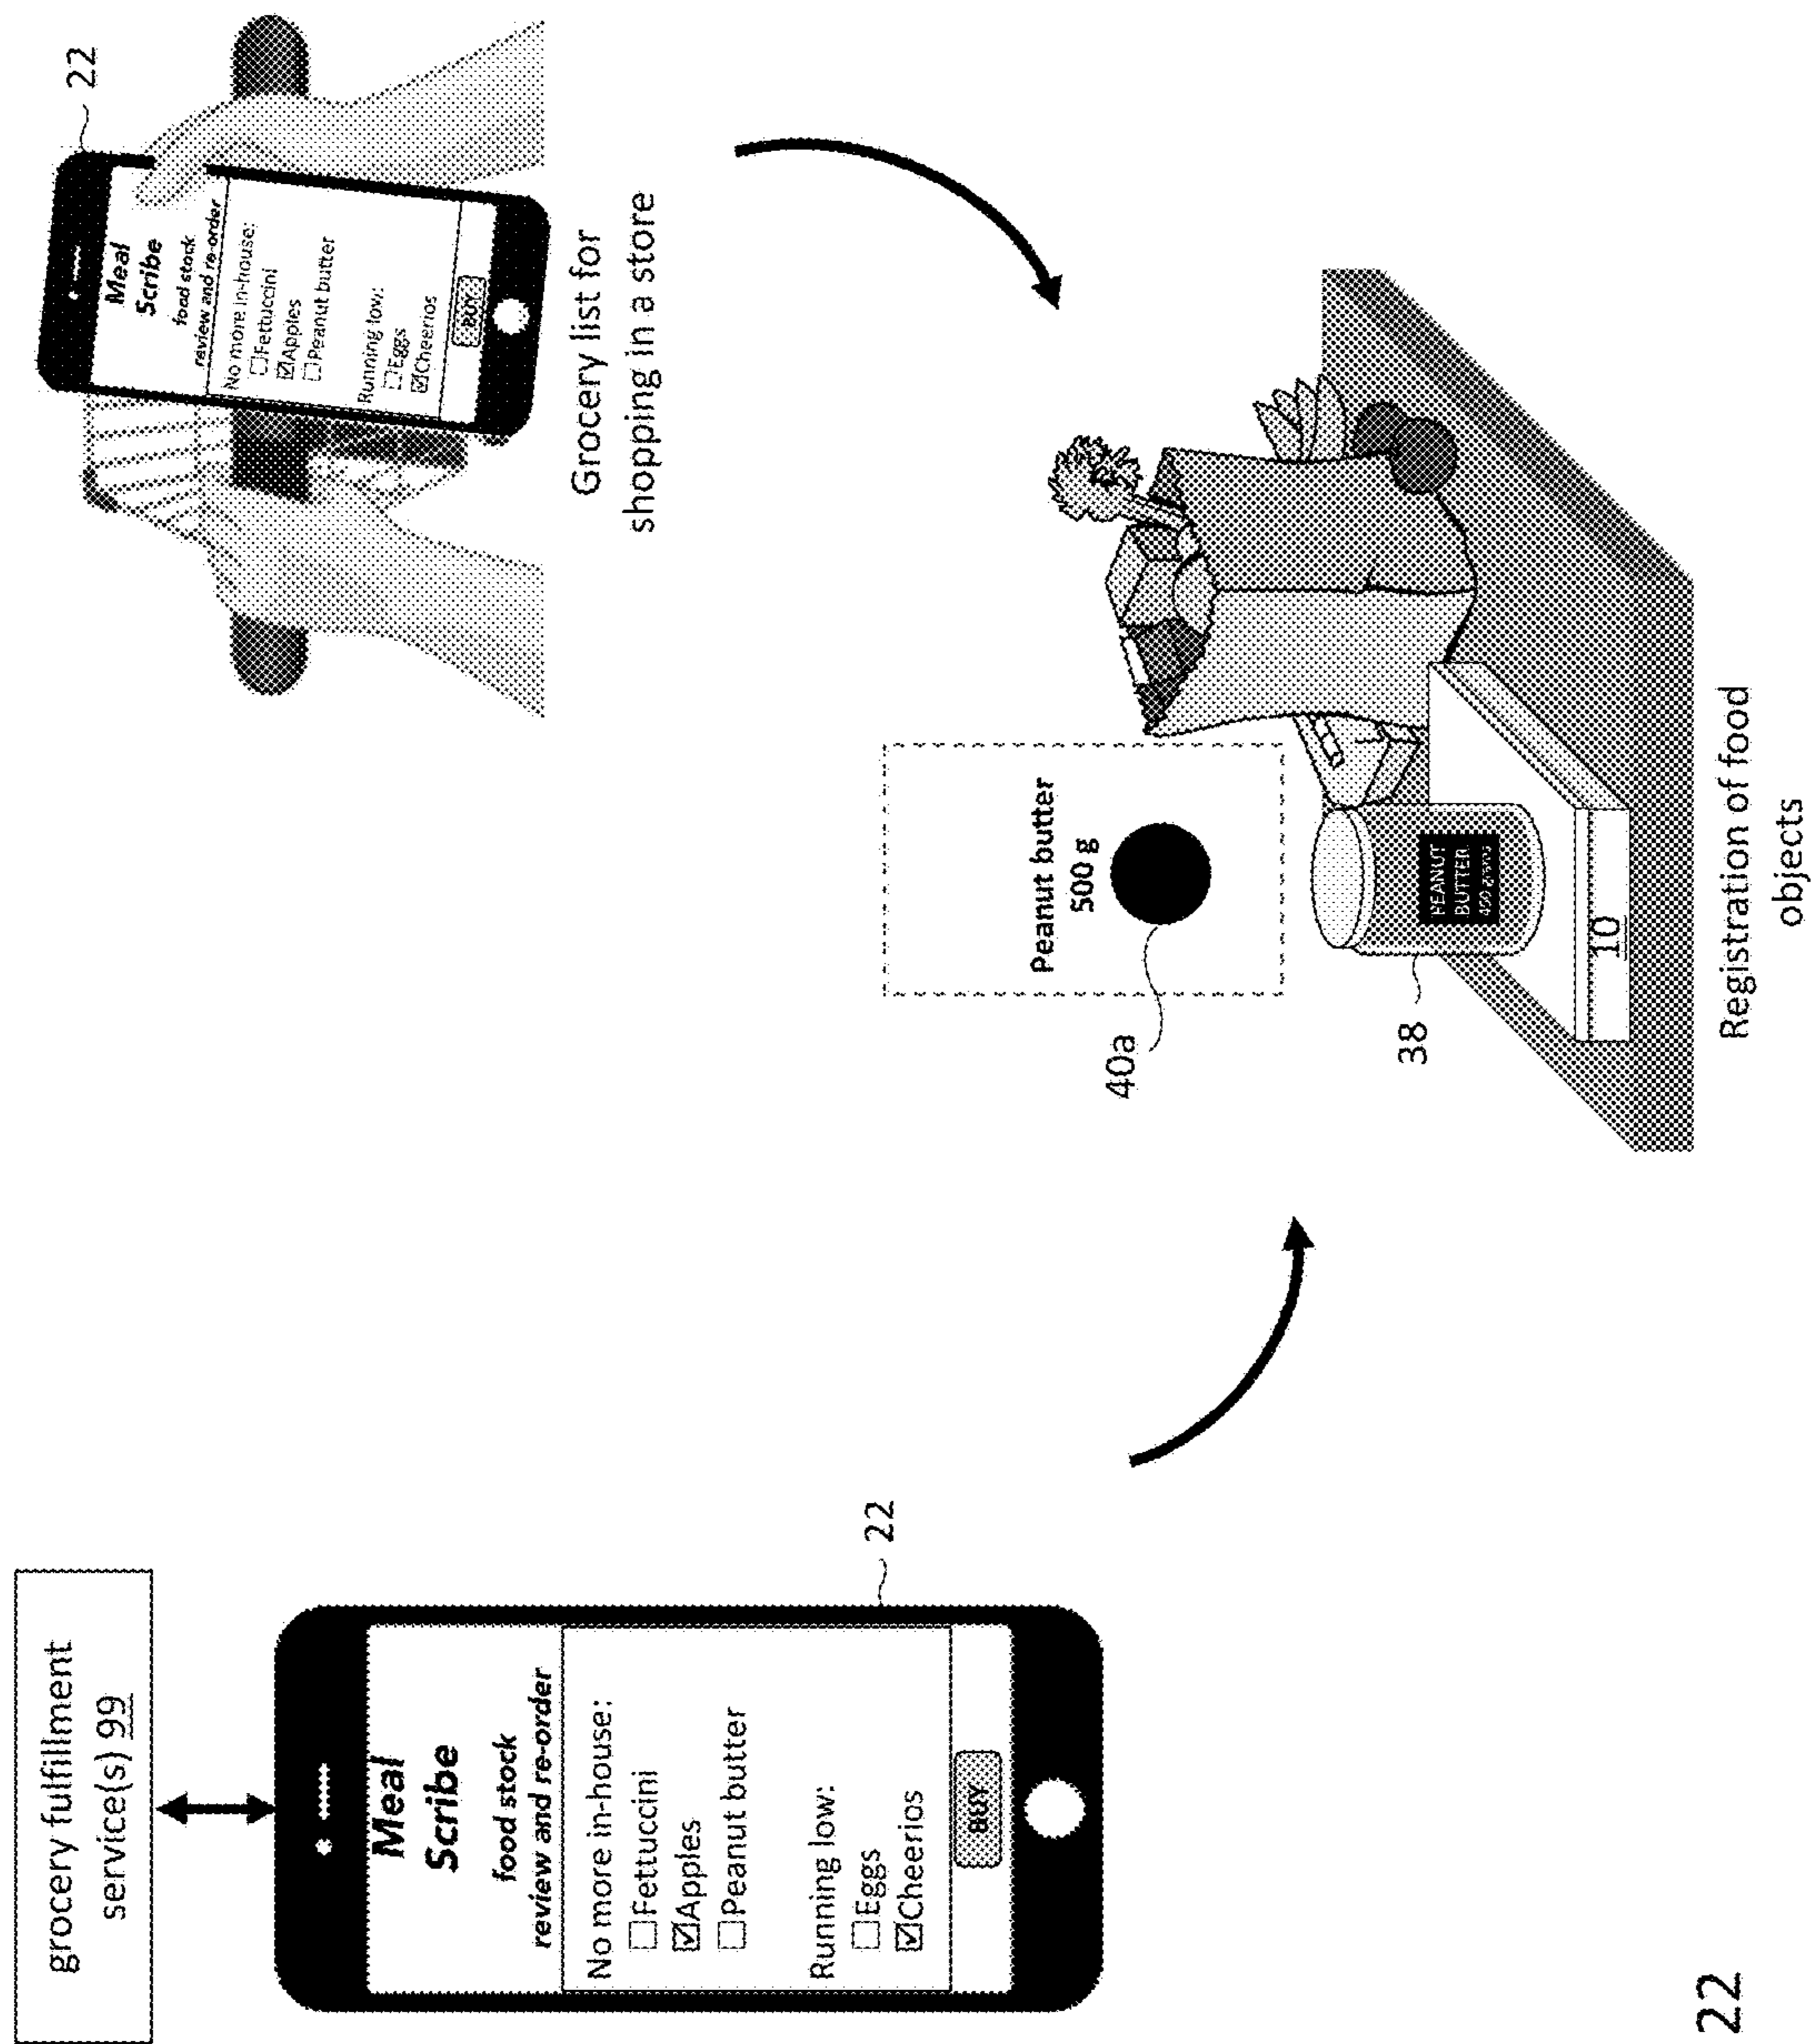 grocery fulfillment
service(s) 99
Meal
Scribe
food stock
review and re-order
No more in-house:
☐Fettuccini
☑Apples
☐Peanut butter
Running low:
☐Eggs
☑Cheerios
BUY
22
22
Meal
Scribe
food stock
review and re-order
No more in-house:
☐Fettuccini
☑Apples
☐Peanut butter
Running low:
☐Eggs
☑Cheerios
BUY
22
Grocery list for
shopping in a store
Peanut butter
500 g
40a
38
PEANUT
BUTTER
10
Registration of food
objects